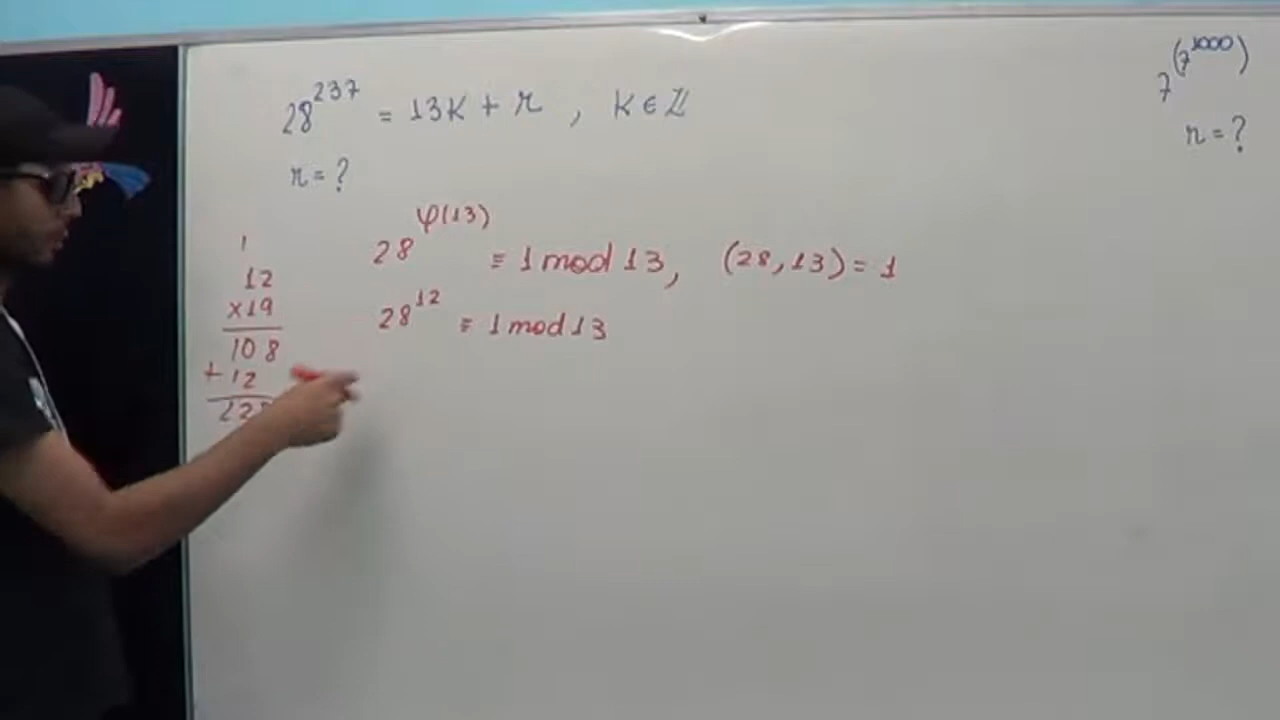 28^237 = 13K + r , K ∈ ℤ
r = ?
7^(7^1000)
r = ?
28^φ(13) ≡ 1 mod 13, (28, 13) = 1
28^12 ≡ 1 mod 13
1
12
x19
108
+ 12